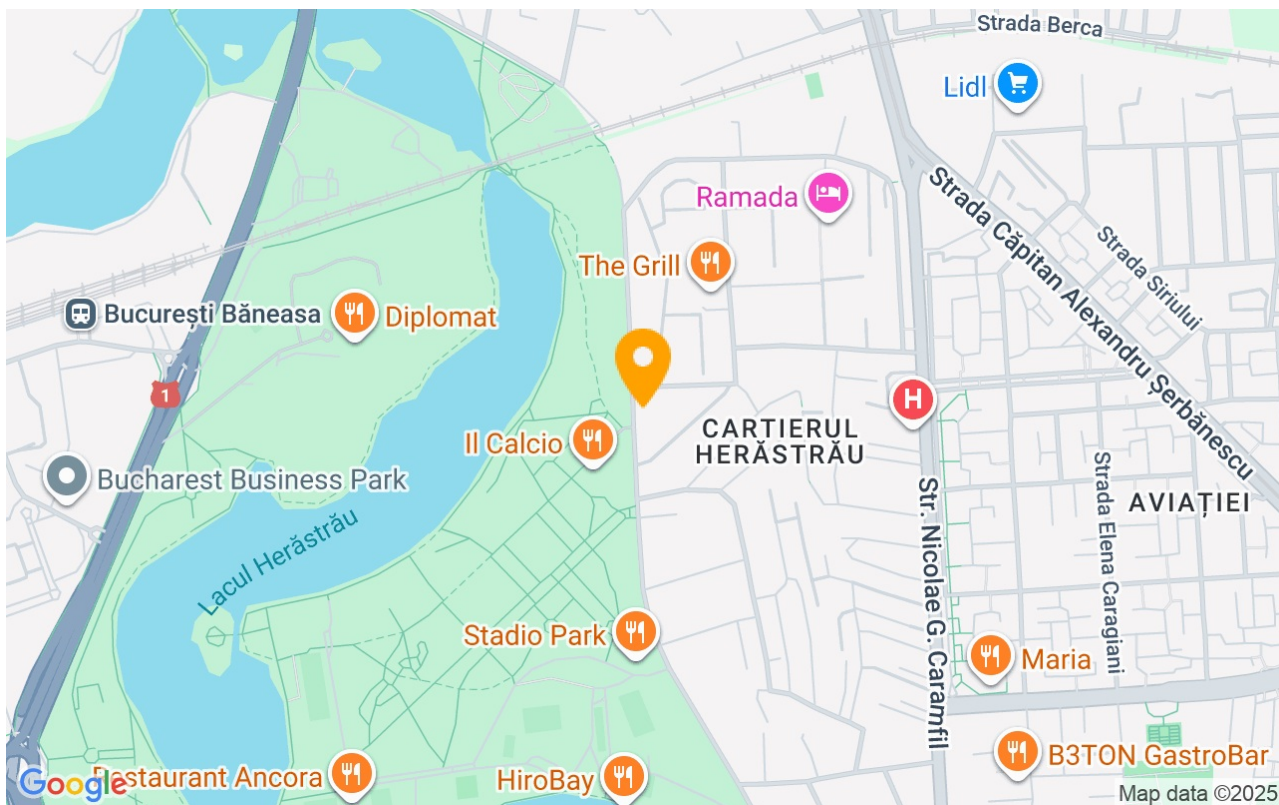 Strada Berca
Lidl
Strada Căpitan Alexandru Șerbănescu
Ramada
Strada Siriului
The Grill
București Băneasa
Diplomat
1
H
CARTIERUL
HERĂSTRĂU
Il Calcio
Bucharest Business Park
Strada Elena Caragiani
AVIAȚIEI
Str. Nicolae G. Caramfil
Lacul Herăstrău
Stadio Park
Maria
B3TON GastroBar
Google
Restaurant Ancora
HiroBay
Map data ©2025